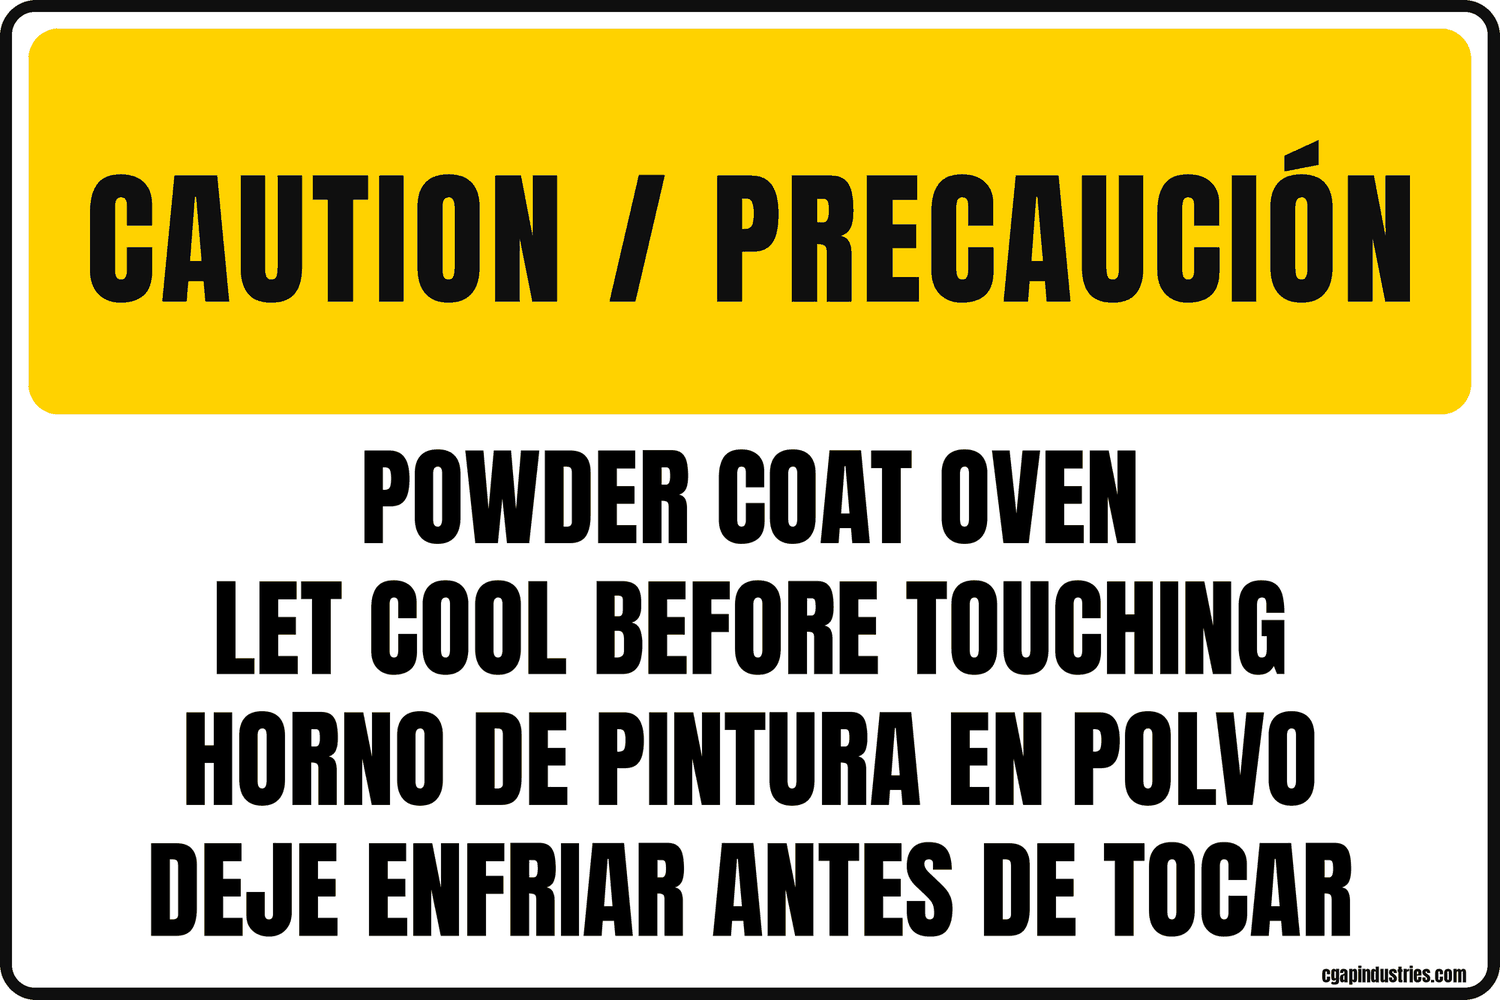 CAUTION / PRECAUCIÓN
POWDER COAT OVEN
LET COOL BEFORE TOUCHING
HORNO DE PINTURA EN POLVO
DEJE ENFRIAR ANTES DE TOCAR
cgapindustries.com